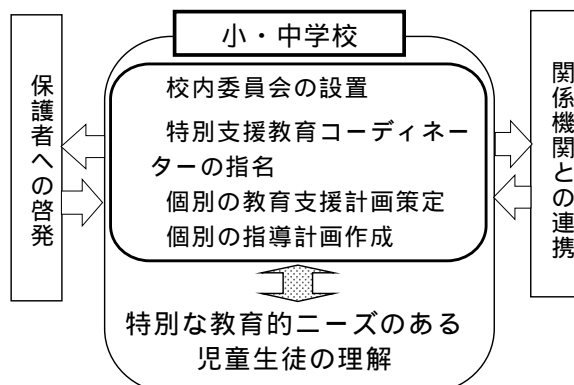 小・中学校
保護者への啓発
校内委員会の設置
特別支援教育コーディネー
ターの指名
個別の教育支援計画策定
個別の指導計画作成
特別な教育的ニーズのある
児童生徒の理解
関係機関との連携